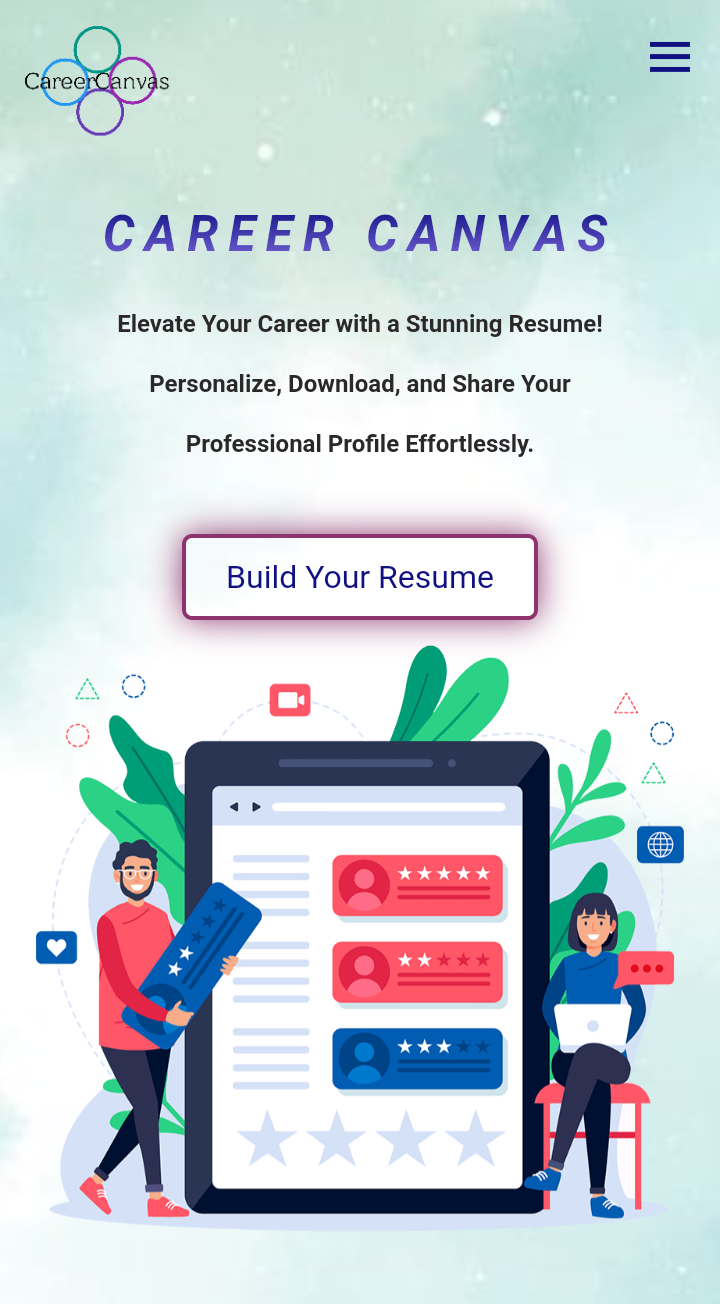 CareerCanvas
CAREER CANVAS
Elevate Your Career with a Stunning Resume!
Personalize, Download, and Share Your
Professional Profile Effortlessly.
Build Your Resume